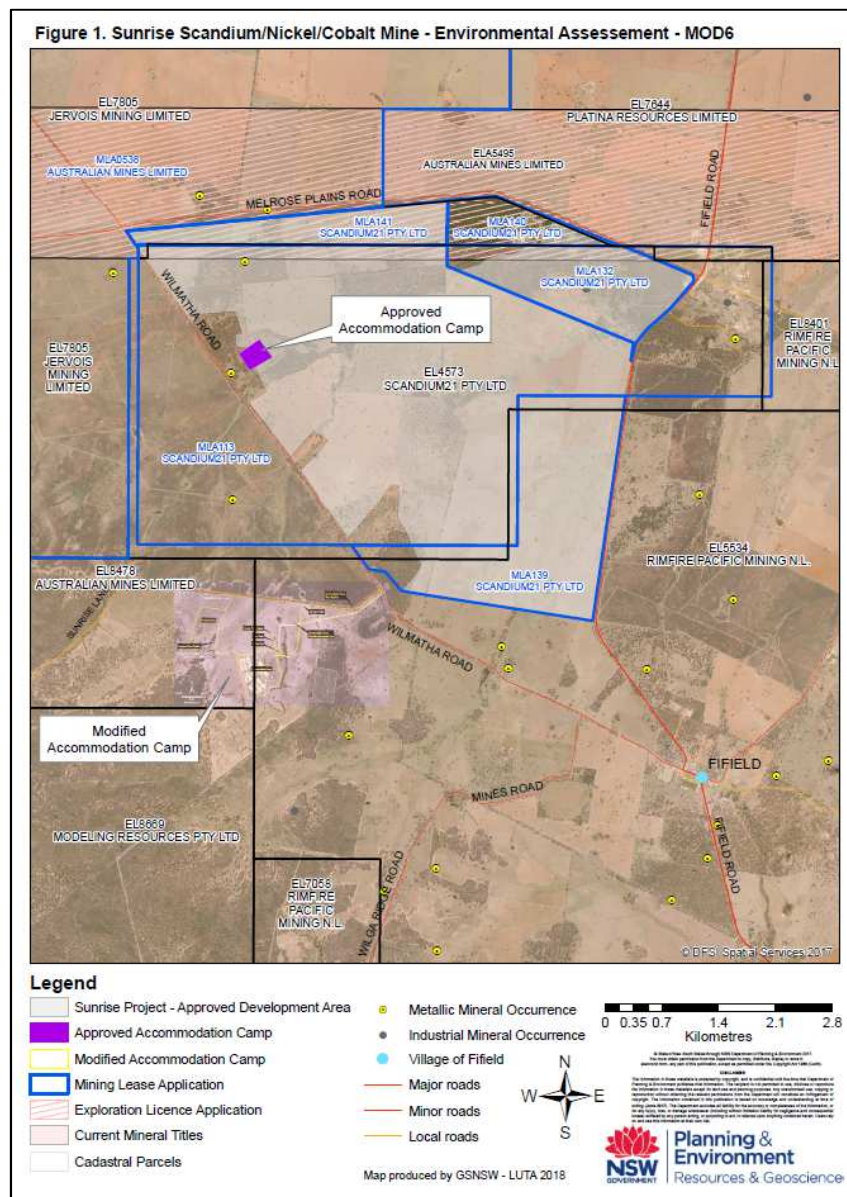 Figure 1. Sunrise Scandium/Nickel/Cobalt Mine - Environmental Assessement - MOD6
EL7805
JERVOIS MINING LIMITED
EL7644
PLATINA RESOURCES LIMITED
MLA0538
AUSTRALIAN MINES LIMITED
ELA5495
AUSTRALIAN MINES LIMITED
FIFIELD ROAD
MELROSE PLAINS ROAD
MLA141
SCANDIUM21 PTY LTD
MLA140
SCANDIUM21 PTY LTD
MLA132
SCANDIUM21 PTY LTD
WILMATHA ROAD
Approved
Accommodation Camp
EL7805
JERVOIS
MINING
LIMITED
EL4573
SCANDIUM21 PTY LTD
EL8401
RIMFIRE
PACIFIC
MINING N.L
MLA113
SCANDIUM21 PTY LTD
EL8478
AUSTRALIAN MINES LIMITED
EL5534
RIMFIRE PACIFIC MINING N.L.
MLA139
SCANDIUM21 PTY LTD
SUNRISE LANE
WILMATHA ROAD
Modified
Accommodation Camp
FIFIELD
MINES ROAD
EL8669
MODELING RESOURCES PTY LTD
FIFIELD ROAD
EL7058
RIMFIRE
PACIFIC
MINING N.L.
WILGA RIDGE ROAD
© DFSI Spatial Services 2017
Legend
Sunrise Project - Approved Development Area
Approved Accommodation Camp
Modified Accommodation Camp
Mining Lease Application
Exploration Licence Application
Current Mineral Titles
Cadastral Parcels
Metallic Mineral Occurrence
Industrial Mineral Occurrence
Village of Fifield
Major roads
Minor roads
Local roads
Map produced by GSNSW - LUTA 2018
0 0.35 0.7 1.4 2.1 2.8
Kilometres
N
W E
S
DISCLAIMER
NSW
GOVERNMENT
Planning &
Environment
Resources & Geoscience